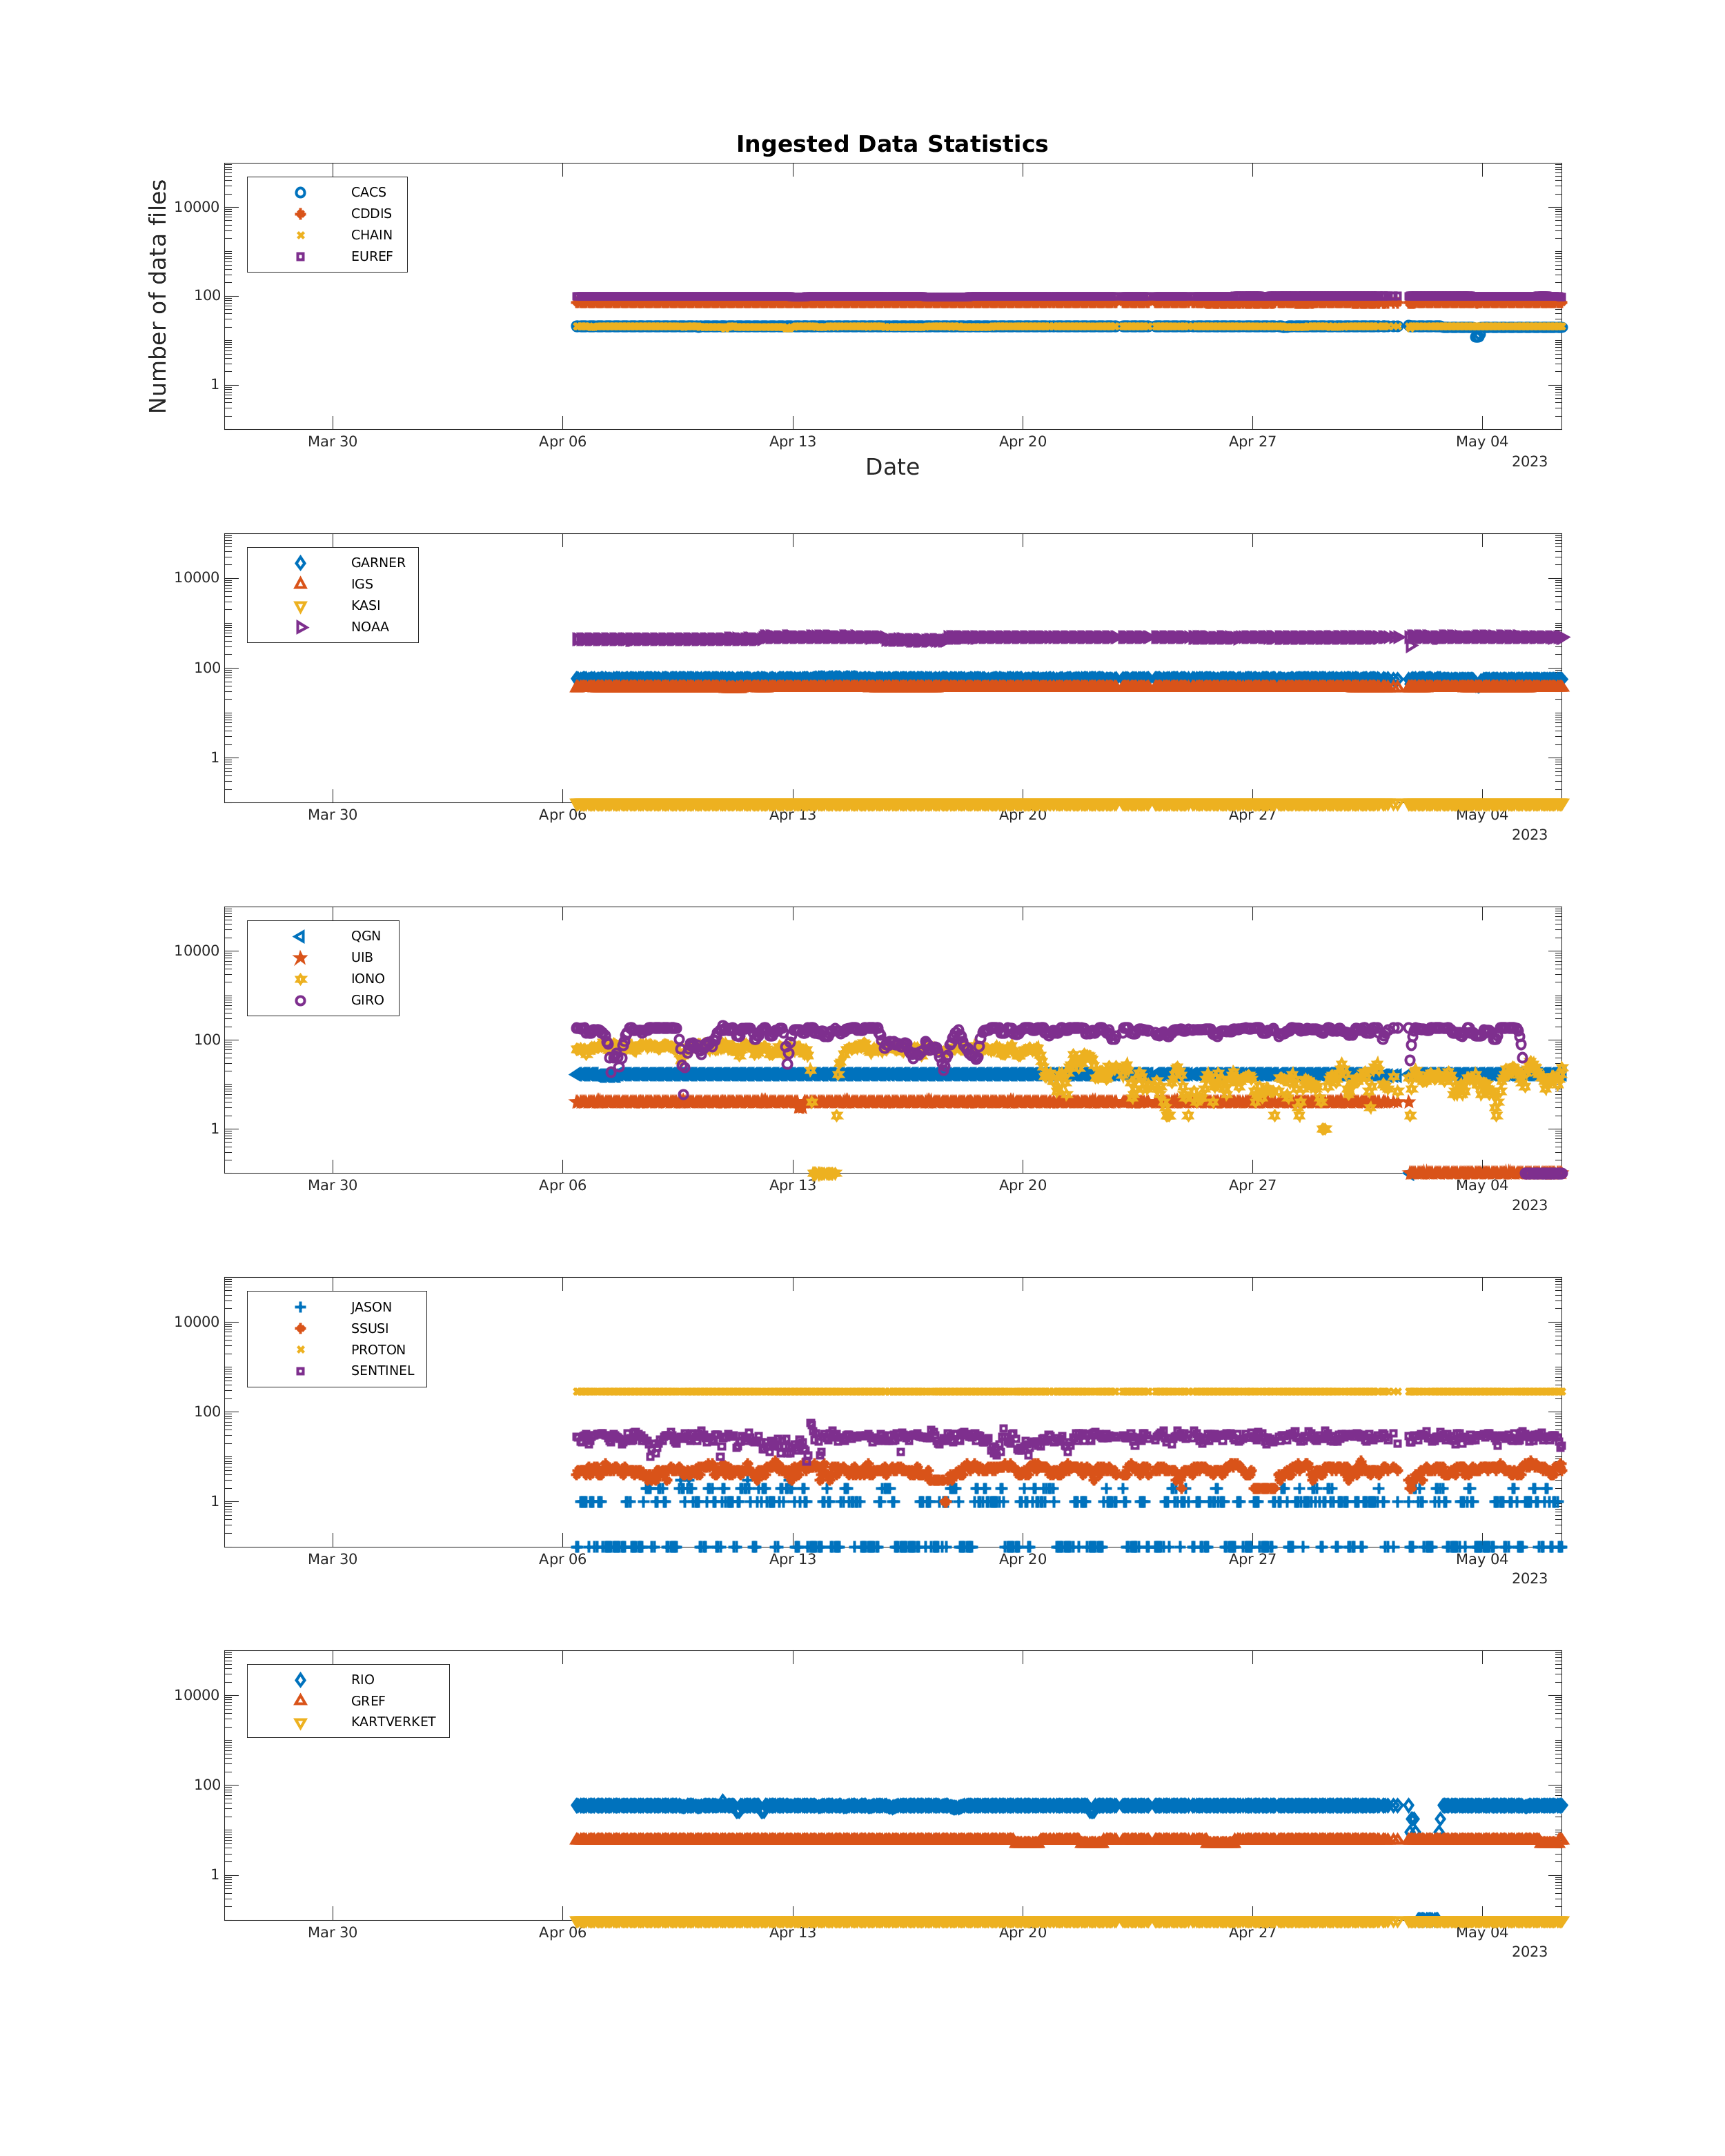 Ingested Data Statistics
Number of data files
CACS
CDDIS
CHAIN
EUREF
10000
100
1
Mar 30 Apr 06 Apr 13 Apr 20 Apr 27 May 04
2023
Date
GARNER
IGS
KASI
NOAA
10000
100
1
Mar 30 Apr 06 Apr 13 Apr 20 Apr 27 May 04
2023
QGN
UIB
IONO
GIRO
10000
100
1
Mar 30 Apr 06 Apr 13 Apr 20 Apr 27 May 04
2023
JASON
SSUSI
PROTON
SENTINEL
10000
100
1
Mar 30 Apr 06 Apr 13 Apr 20 Apr 27 May 04
2023
RIO
GREF
KARTVERKET
10000
100
1
Mar 30 Apr 06 Apr 13 Apr 20 Apr 27 May 04
2023